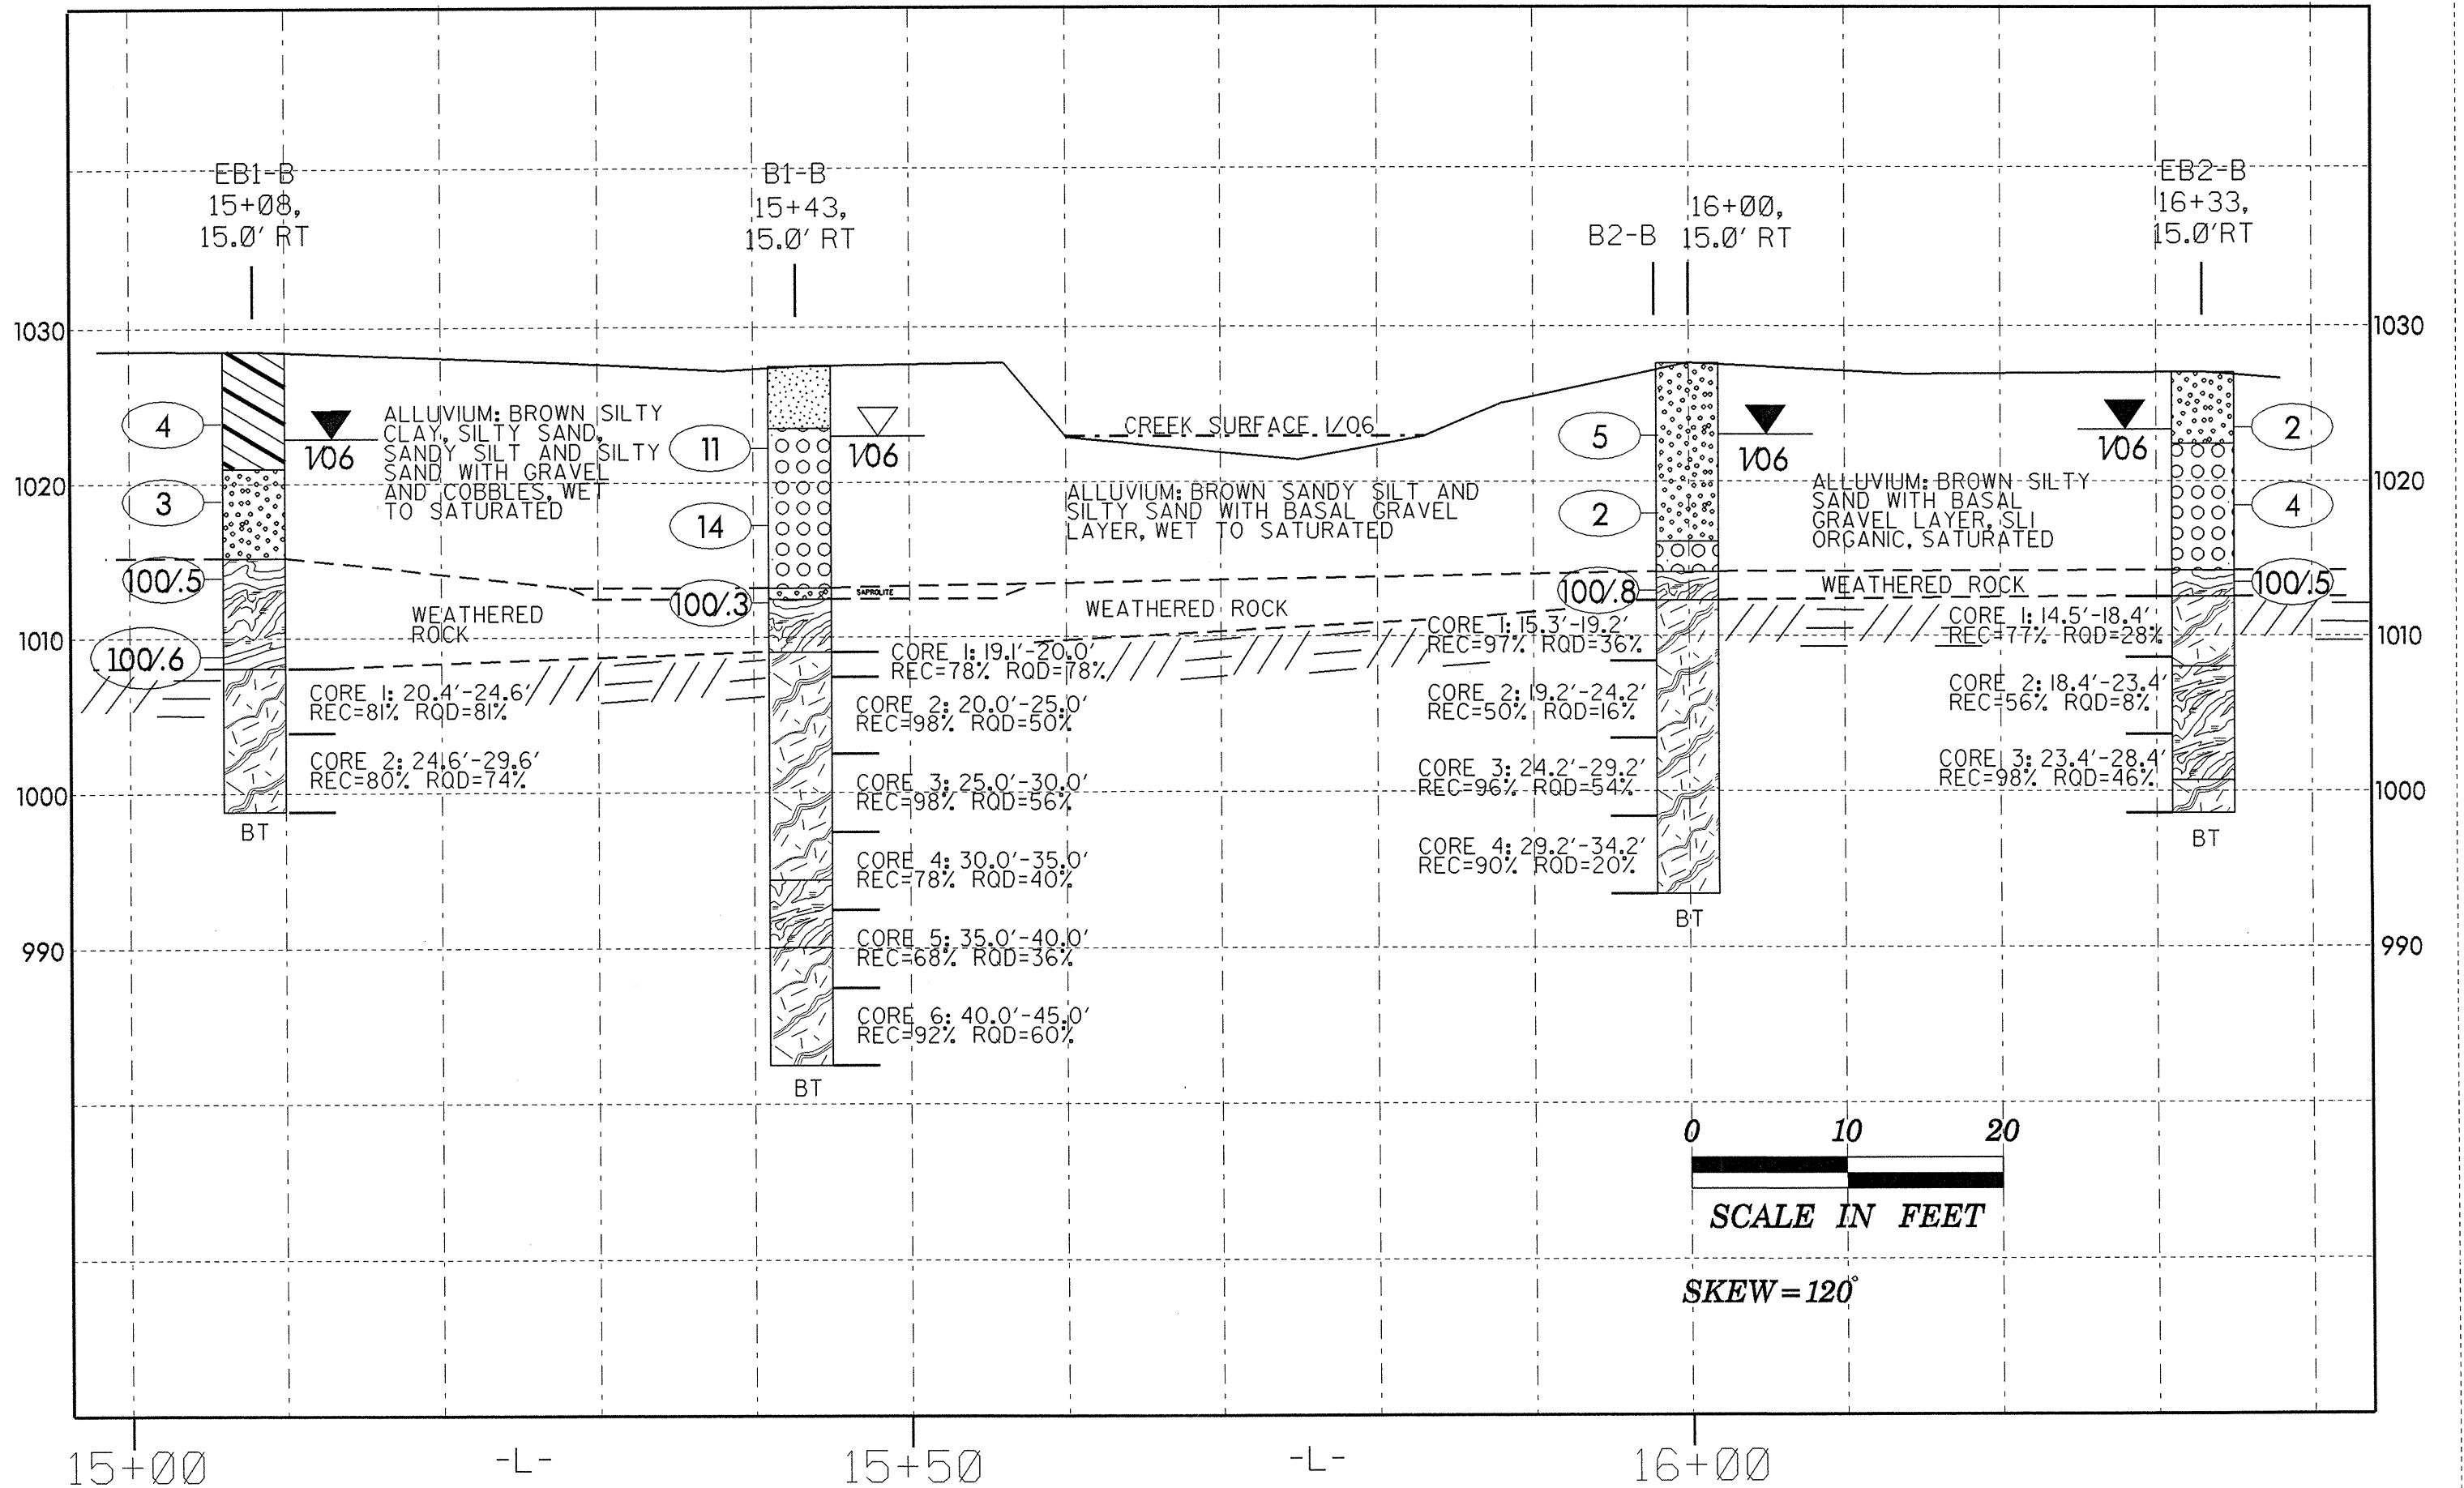 EB1-B
15+08,
15.0' RT
B1-B
15+43,
15.0' RT
B2-B
16+00,
15.0' RT
EB2-B
16+33,
15.0'RT
1030
1030
4
1/06
ALLUVIUM: BROWN SILTY
CLAY, SILTY SAND,
SANDY SILT AND SILTY
SAND WITH GRAVEL
AND COBBLES, WET
TO SATURATED
11
1/06
CREEK SURFACE 1/06
5
1/06
1/06
2
1020
1020
3
14
ALLUVIUM: BROWN SANDY SILT AND
SILTY SAND WITH BASAL GRAVEL
LAYER, WET TO SATURATED
2
ALLUVIUM: BROWN SILTY
SAND WITH BASAL
GRAVEL LAYER, SLI
ORGANIC, SATURATED
4
100/.5
WEATHERED
ROCK
100/.3
SAPROLITE
WEATHERED ROCK
100/.8
WEATHERED ROCK
100/.5
1010
1010
100/.6
CORE 1: 20.4'-24.6'
REC=81% RQD=81%
CORE 2: 24.6'-29.6'
REC=80% RQD=74%
BT
CORE 1: 19.1'-20.0'
REC=78% RQD=78%
CORE 2: 20.0'-25.0'
REC=98% RQD=50%
CORE 3: 25.0'-30.0'
REC=98% RQD=56%
CORE 4: 30.0'-35.0'
REC=78% RQD=40%
CORE 5: 35.0'-40.0'
REC=68% RQD=36%
CORE 6: 40.0'-45.0'
REC=92% RQD=60%
BT
CORE 1: 15.3'-19.2'
REC=97% RQD=36%
CORE 2: 19.2'-24.2'
REC=50% RQD=16%
CORE 3: 24.2'-29.2'
REC=96% RQD=54%
CORE 4: 29.2'-34.2'
REC=90% RQD=20%
BT
CORE 1: 14.5'-18.4'
REC=77% RQD=28%
CORE 2: 18.4'-23.4'
REC=56% RQD=8%
CORE 3: 23.4'-28.4'
REC=98% RQD=46%
BT
1000
1000
990
990
0 10 20
SCALE IN FEET
SKEW=120°
15+00
-L-
15+50
-L-
16+00